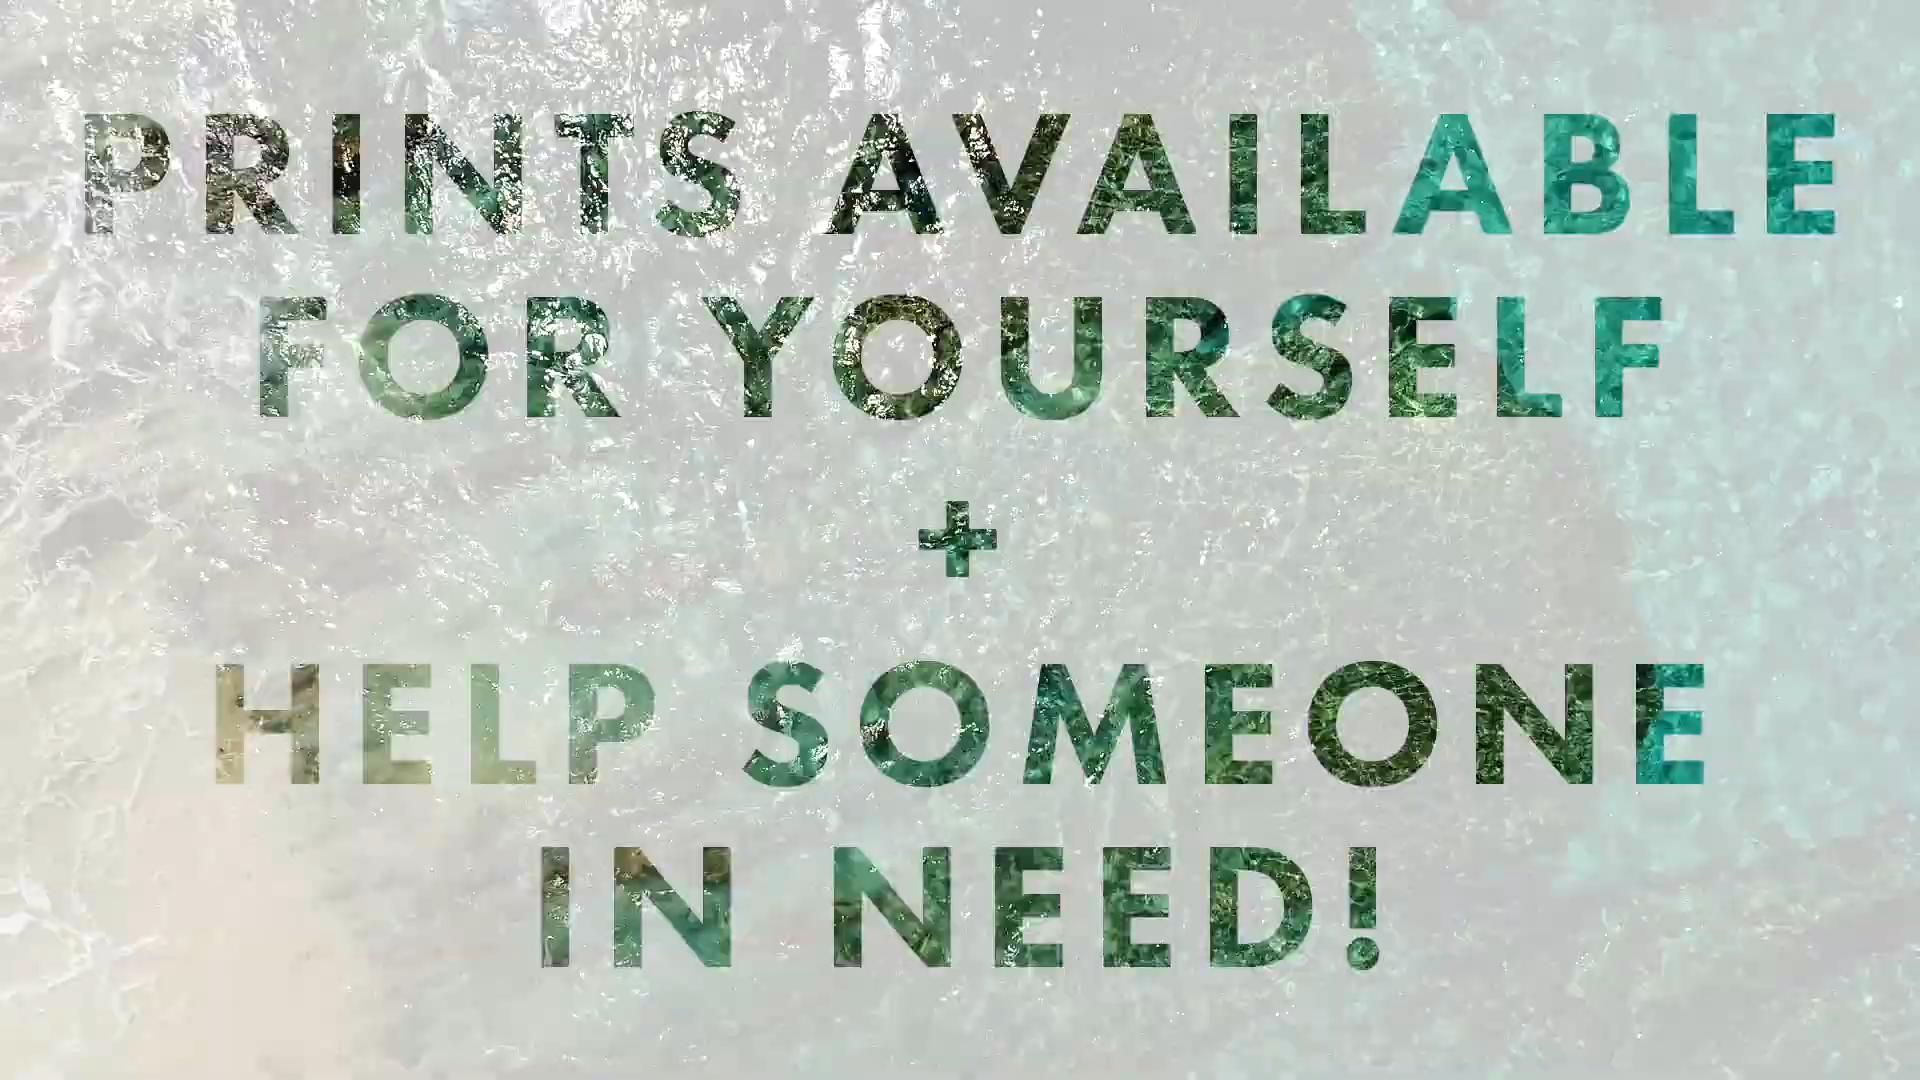 PRINTS AVAILABLE
FOR YOURSELF
+
HELP SOMEONE
IN NEED!